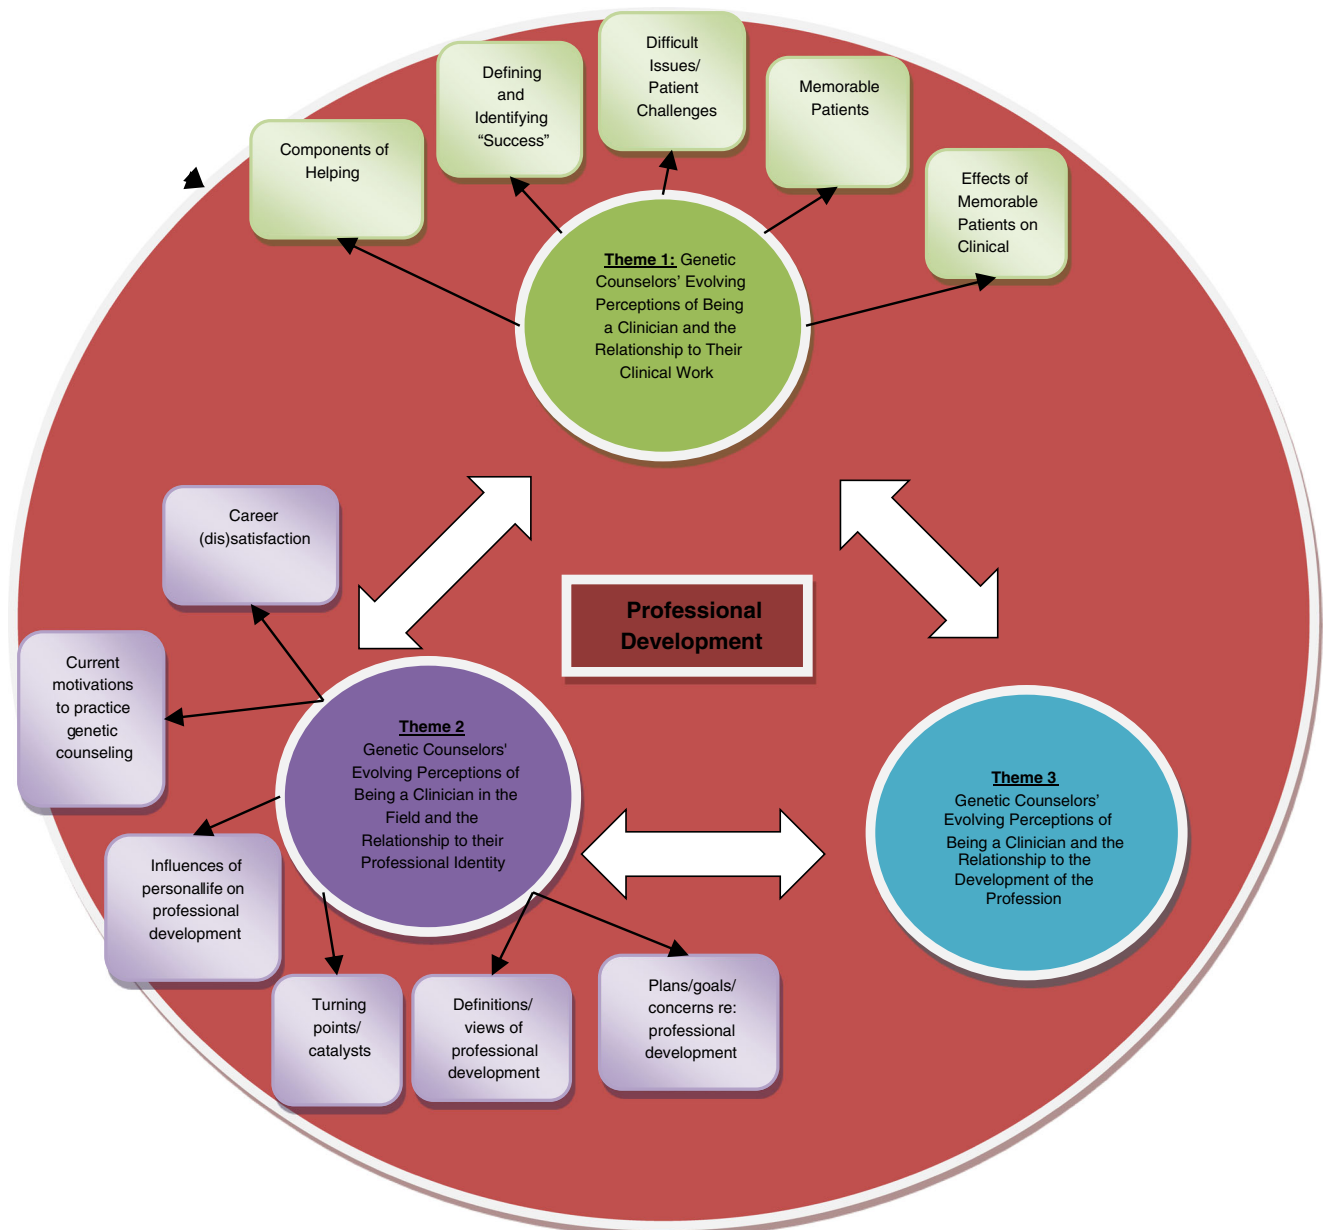 Difficult
Issues/
Patient
Challenges
Defining
and
Identifying
“Success”
Memorable
Patients
Components of
Helping
Effects of
Memorable
Patients on
Clinical
Theme 1: Genetic
Counselors’ Evolving
Perceptions of Being
a Clinician and the
Relationship to Their
Clinical Work
Career
(dis)satisfaction
Professional
Development
Current
motivations
to practice
genetic
counseling
Theme 2
Genetic Counselors'
Evolving Perceptions of
Being a Clinician in the
Field and the
Relationship to their
Professional Identity
Theme 3
Genetic Counselors’
Evolving Perceptions of
Being a Clinician and the
Relationship to the
Development of the
Profession
Influences of
personallife on
professional
development
Turning
points/
catalysts
Definitions/
views of
professional
development
Plans/goals/
concerns re:
professional
development